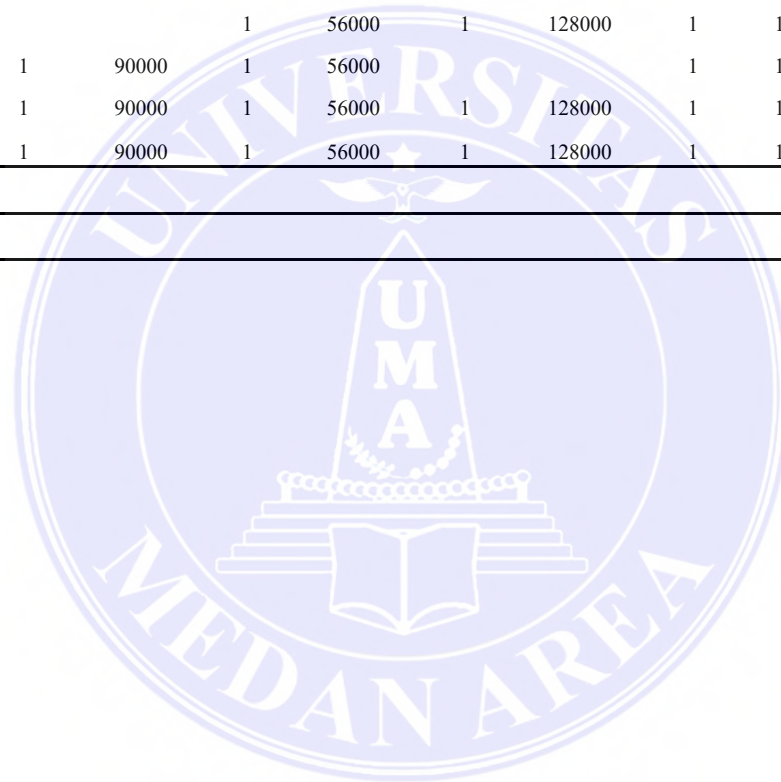 1 56000 1 128000 1 1
1 90000 1 56000 1 1
1 90000 1 56000 1 128000 1 1
1 90000 1 56000 1 128000 1 1
UNIVERSITAS
U
M
A
MEDAN AREA